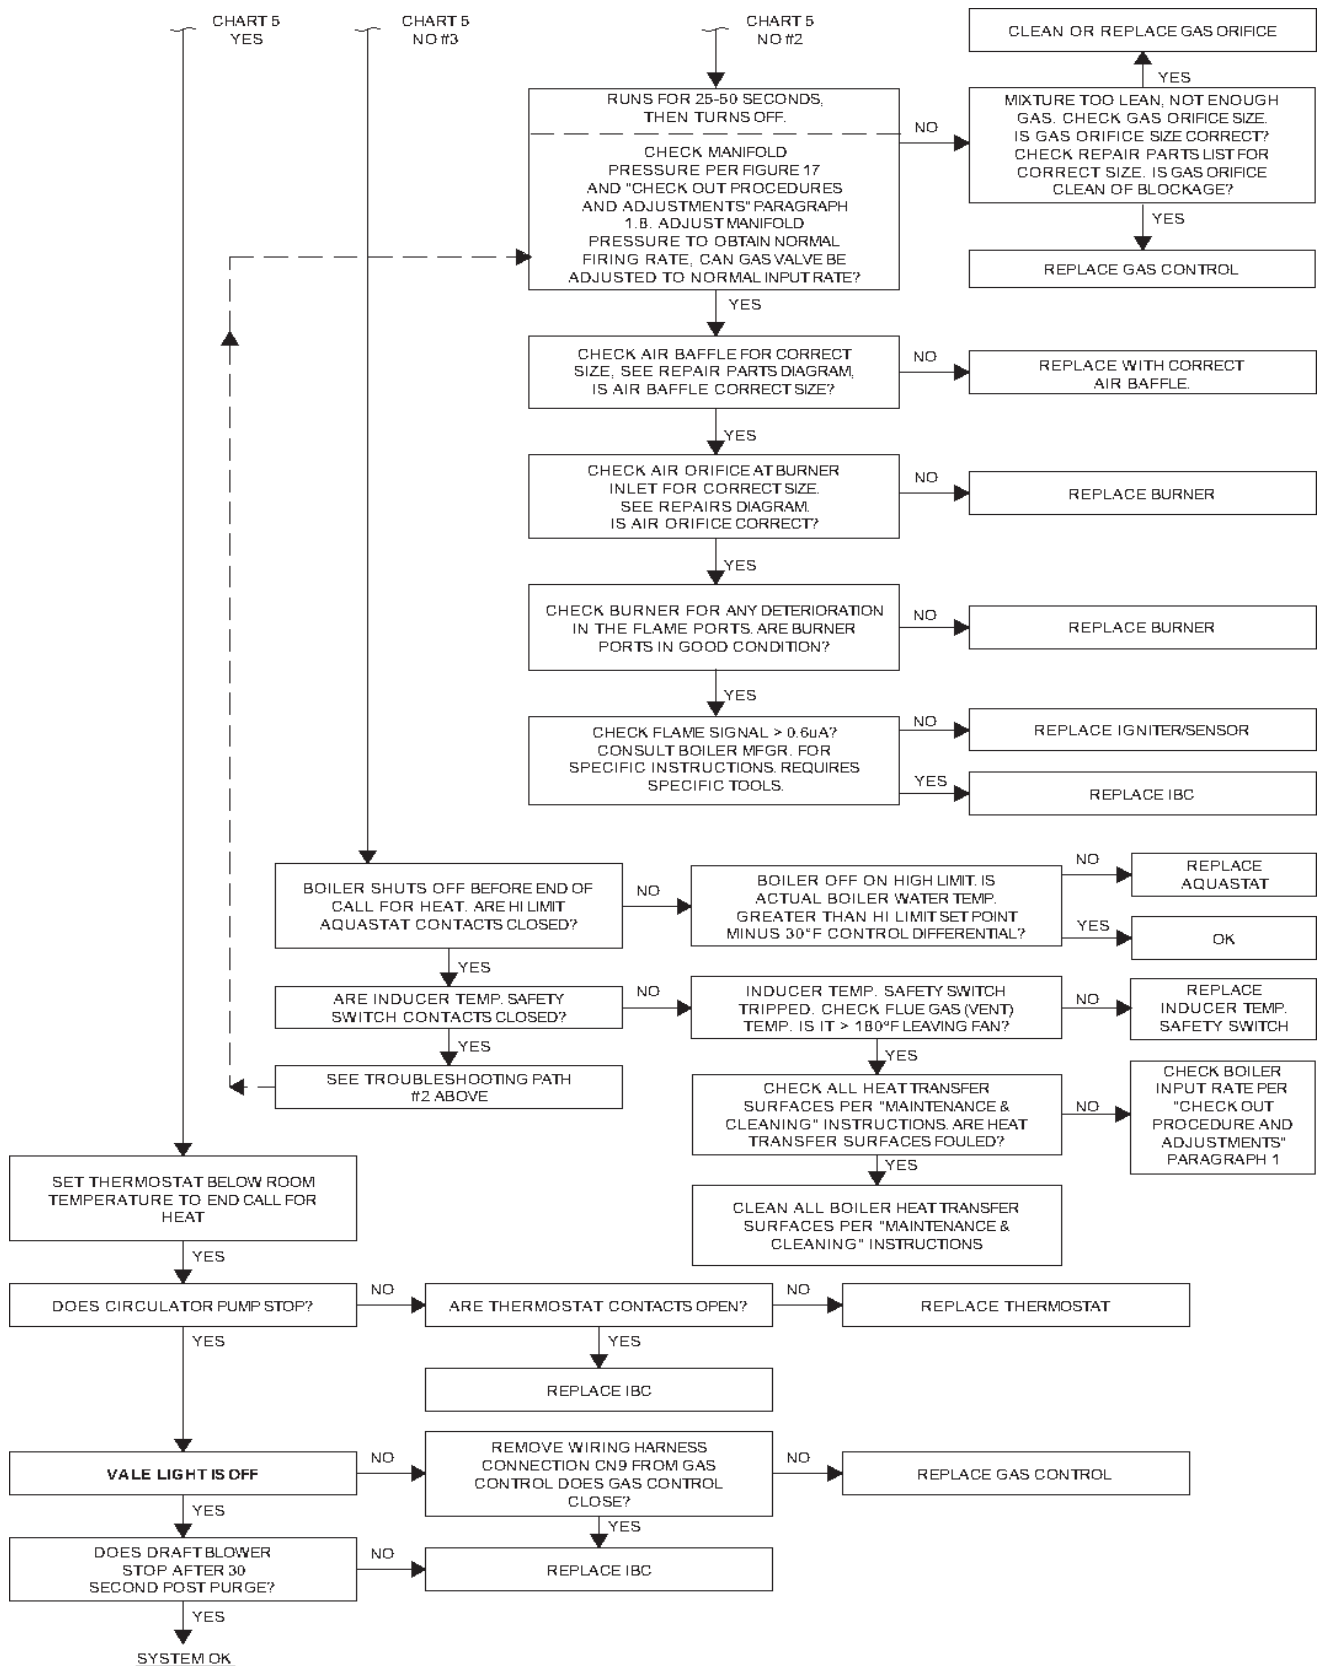 CHART 5
YES
CHART 5
NO #3
CHART 5
NO #2
CLEAN OR REPLACE GAS ORIFICE
YES
RUNS FOR 25-50 SECONDS,
THEN TURNS OFF.
CHECK MANIFOLD
PRESSURE PER FIGURE 17
AND "CHECK OUT PROCEDURES
AND ADJUSTMENTS" PARAGRAPH
1.8. ADJUST MANIFOLD
PRESSURE TO OBTAIN NORMAL
FIRING RATE, CAN GAS VALVE BE
ADJUSTED TO NORMAL INPUT RATE?
NO
MIXTURE TOO LEAN, NOT ENOUGH
GAS. CHECK GAS ORIFICE SIZE.
IS GAS ORIFICE SIZE CORRECT?
CHECK REPAIR PARTS LIST FOR
CORRECT SIZE. IS GAS ORIFICE
CLEAN OF BLOCKAGE?
YES
REPLACE GAS CONTROL
YES
CHECK AIR BAFFLE FOR CORRECT
SIZE, SEE REPAIR PARTS DIAGRAM,
IS AIR BAFFLE CORRECT SIZE?
NO
REPLACE WITH CORRECT
AIR BAFFLE.
YES
CHECK AIR ORIFICE AT BURNER
INLET FOR CORRECT SIZE.
SEE REPAIRS DIAGRAM.
IS AIR ORIFICE CORRECT?
NO
REPLACE BURNER
YES
CHECK BURNER FOR ANY DETERIORATION
IN THE FLAME PORTS. ARE BURNER
PORTS IN GOOD CONDITION?
NO
REPLACE BURNER
YES
CHECK FLAME SIGNAL > 0.6uA?
CONSULT BOILER MFGR. FOR
SPECIFIC INSTRUCTIONS. REQUIRES
SPECIFIC TOOLS.
NO
REPLACE IGNITER/SENSOR
YES
REPLACE IBC
BOILER SHUTS OFF BEFORE END OF
CALL FOR HEAT. ARE HI LIMIT
AQUASTAT CONTACTS CLOSED?
NO
BOILER OFF ON HIGH LIMIT. IS
ACTUAL BOILER WATER TEMP.
GREATER THAN HI LIMIT SET POINT
MINUS 30°F CONTROL DIFFERENTIAL?
NO
REPLACE
AQUASTAT
YES
OK
YES
ARE INDUCER TEMP. SAFETY
SWITCH CONTACTS CLOSED?
NO
INDUCER TEMP. SAFETY SWITCH
TRIPPED. CHECK FLUE GAS (VENT)
TEMP. IS IT > 180°F LEAVING FAN?
NO
REPLACE
INDUCER TEMP.
SAFETY SWITCH
YES
SEE TROUBLESHOOTING PATH
#2 ABOVE
YES
CHECK ALL HEAT TRANSFER
SURFACES PER "MAINTENANCE &
CLEANING" INSTRUCTIONS. ARE HEAT
TRANSFER SURFACES FOULED?
NO
CHECK BOILER
INPUT RATE PER
"CHECK OUT
PROCEDURE AND
ADJUSTMENTS"
PARAGRAPH 1
YES
CLEAN ALL BOILER HEAT TRANSFER
SURFACES PER "MAINTENANCE &
CLEANING" INSTRUCTIONS
SET THERMOSTAT BELOW ROOM
TEMPERATURE TO END CALL FOR
HEAT
YES
DOES CIRCULATOR PUMP STOP?
NO
ARE THERMOSTAT CONTACTS OPEN?
NO
REPLACE THERMOSTAT
YES
YES
REPLACE IBC
VALE LIGHT IS OFF
NO
REMOVE WIRING HARNESS
CONNECTION CN9 FROM GAS
CONTROL DOES GAS CONTROL
CLOSE?
NO
REPLACE GAS CONTROL
YES
YES
DOES DRAFT BLOWER
STOP AFTER 30
SECOND POST PURGE?
NO
REPLACE IBC
YES
SYSTEM OK